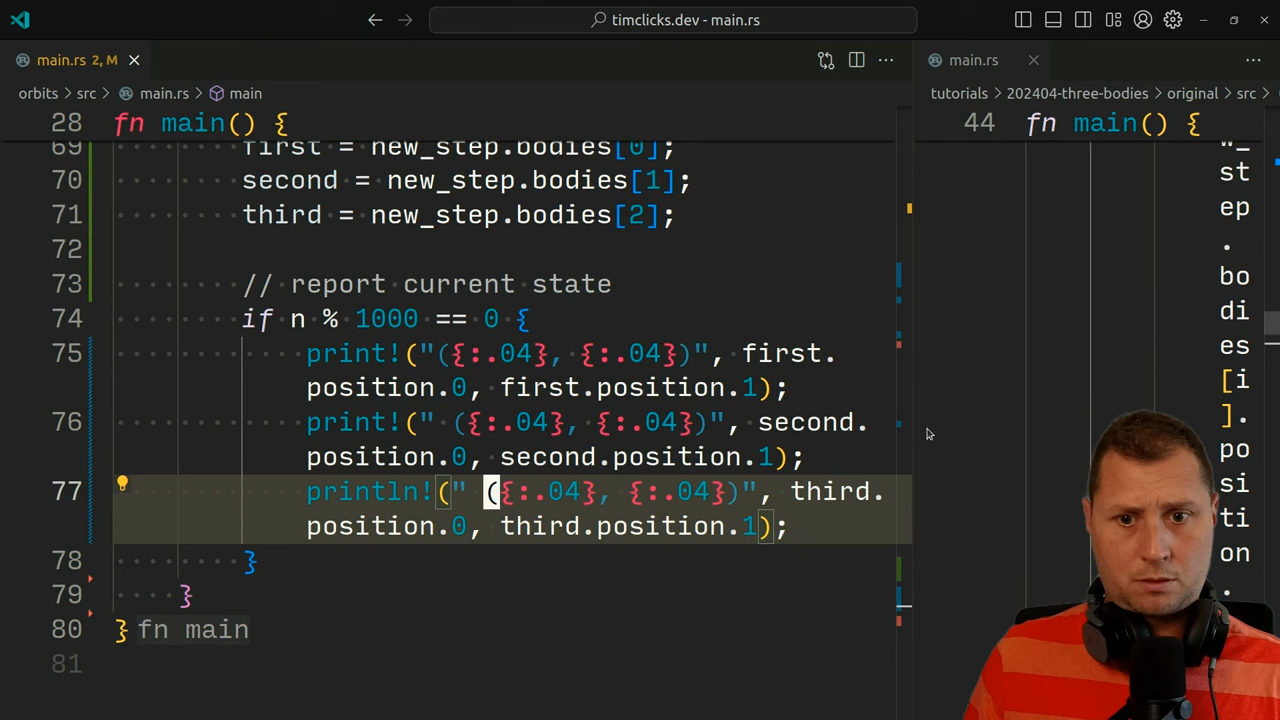 timclicks.dev - main.rs
main.rs 2, M
main.rs
orbits > src > main.rs > main
tutorials > 202404-three-bodies > original > src >
28 fn main() {
44 fn main() {
69 first = new_step.bodies[0];
70 second = new_step.bodies[1];
71 third = new_step.bodies[2];
72
73 // report current state
74 if n % 1000 == 0 {
75 print!("({:.04}, {:.04})", first.
position.0, first.position.1);
76 print!(" ({:.04}, {:.04})", second.
position.0, second.position.1);
77 println!(" ({:.04}, {:.04})", third.
position.0, third.position.1);
78 }
79 }
80 } fn main
81
w_
st
ep
.
bo
di
es
[i
].
po
si
ti
on
.